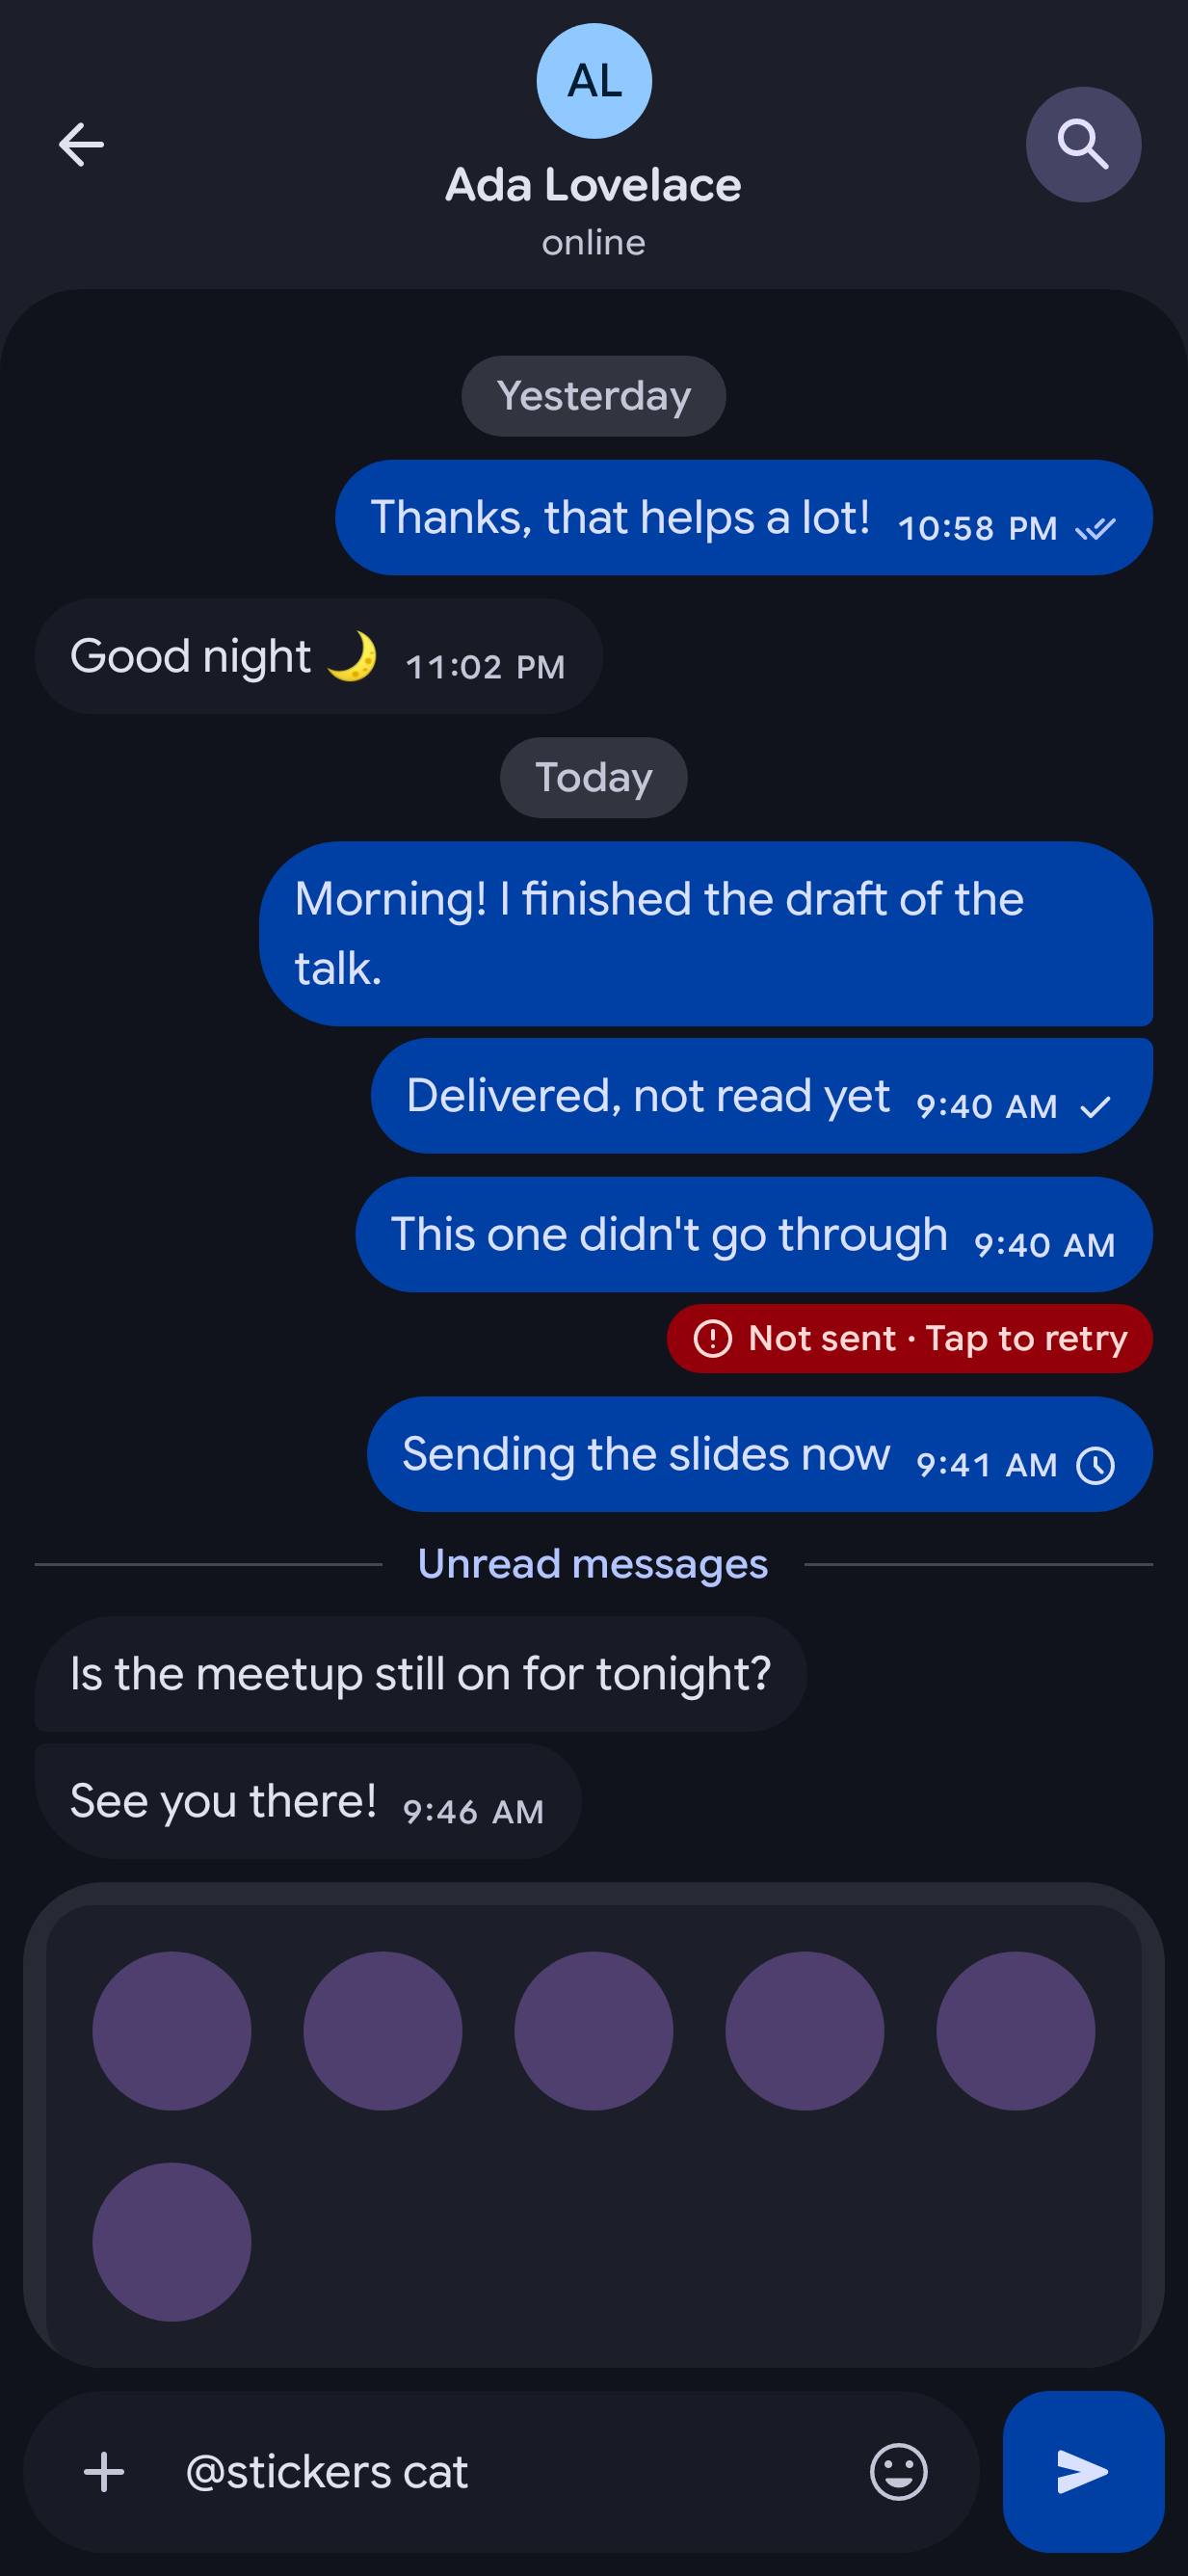 AL
Ada Lovelace
online
Yesterday
Thanks, that helps a lot! 10:58 PM
Good night 🌙 11:02 PM
Today
Morning! I finished the draft of the
talk.
Delivered, not read yet 9:40 AM
This one didn't go through 9:40 AM
Not sent · Tap to retry
Sending the slides now 9:41 AM
Unread messages
Is the meetup still on for tonight?
See you there! 9:46 AM
@stickers cat